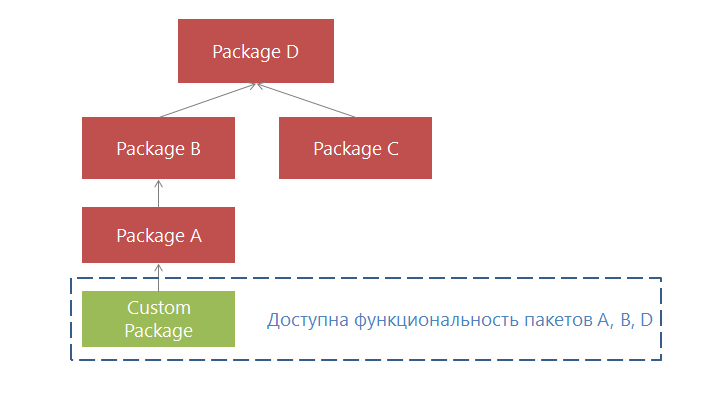 Package D
Package B
Package C
Package A
Custom
Package
Доступна функциональность пакетов A, B, D